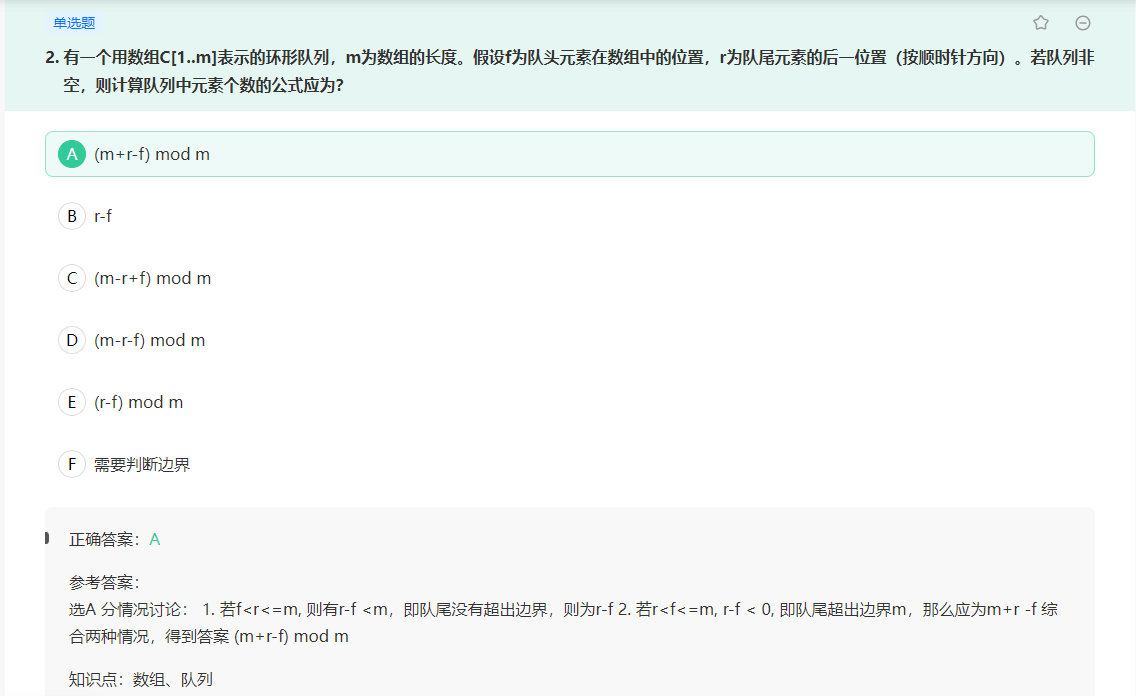 单选题
2. 有一个用数组C[1..m]表示的环形队列，m为数组的长度。假设f为队头元素在数组中的位置，r为队尾元素的后一位置（按顺时针方向）。若队列非
空，则计算队列中元素个数的公式应为?
A (m+r-f) mod m
B r-f
C (m-r+f) mod m
D (m-r-f) mod m
E (r-f) mod m
F 需要判断边界
正确答案：A
参考答案：
选A 分情况讨论： 1. 若f<r<=m, 则有r-f <m，即队尾没有超出边界，则为r-f 2. 若r<f<=m, r-f < 0, 即队尾超出边界m，那么应为m+r -f 综
合两种情况，得到答案 (m+r-f) mod m
知识点：数组、队列